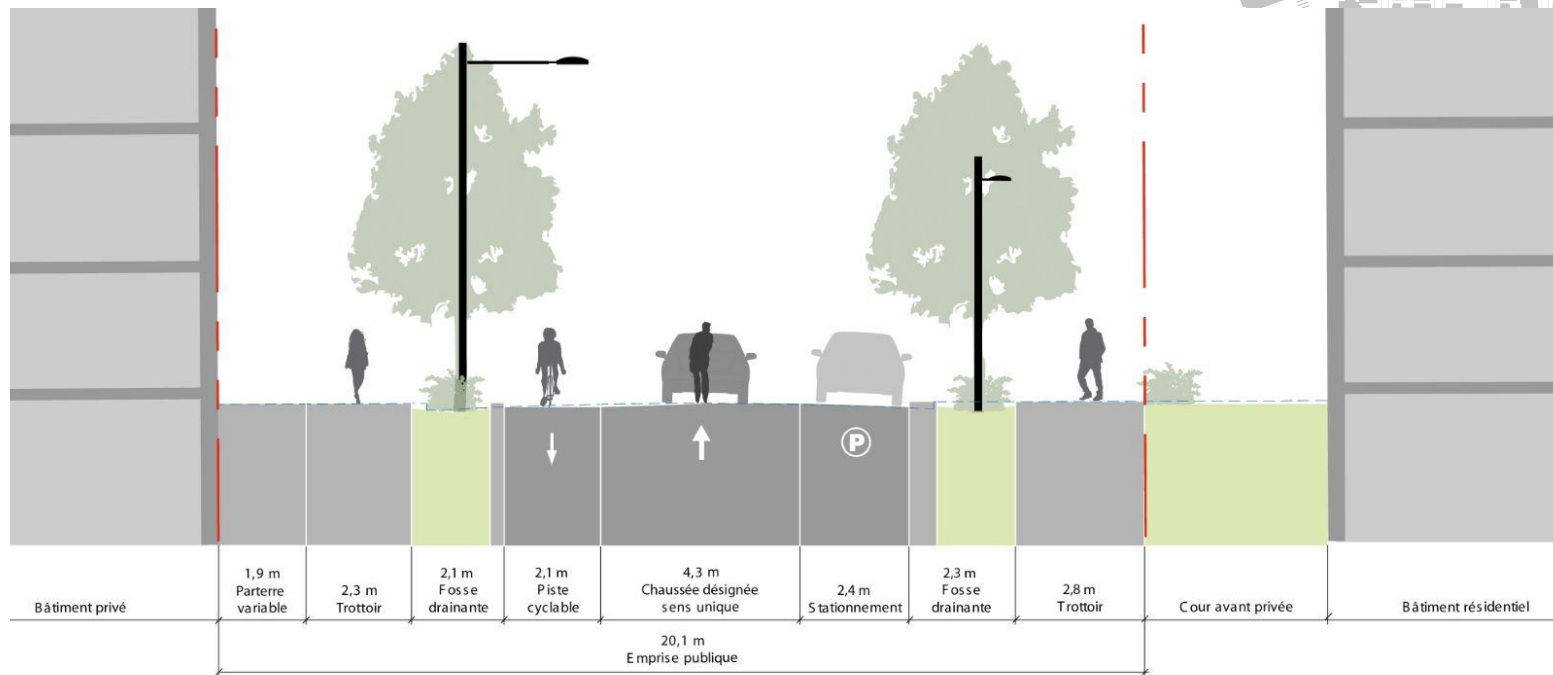 P
Bâtiment privé
1,9 m
Parterre
variable
2,3 m
Trottoir
2,1 m
Fosse
drainante
2,1 m
Piste
cyclable
4,3 m
Chaussée désignée
sens unique
2,4 m
Stationnement
2,3 m
Fosse
drainante
2,8 m
Trottoir
Cour avant privée
Bâtiment résidentiel
20,1 m
Emprise publique